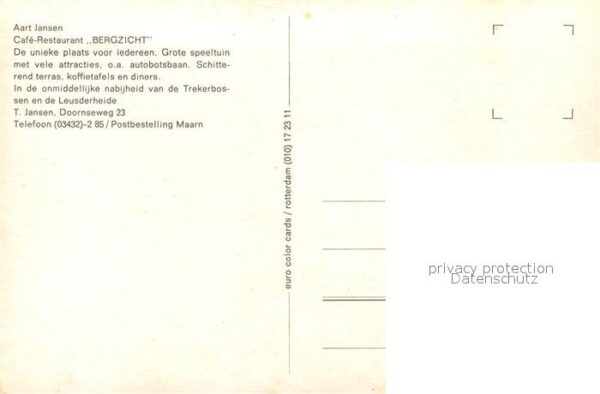 Aart Jansen
Café-Restaurant ,,BERGZICHT''
De unieke plaats voor iedereen. Grote speeltuin
met vele attracties, o.a. autobotsbaan. Schitte-
rend terras, koffietafels en diners.
In de onmiddellijke nabijheid van de Trekerbos-
sen en de Leusderheide
T. Jansen, Doornseweg 23
Telefoon (03432)-2 85 / Postbestelling Maarn
euro color cards / rotterdam (010) 17 23 11
privacy protection
Datenschutz